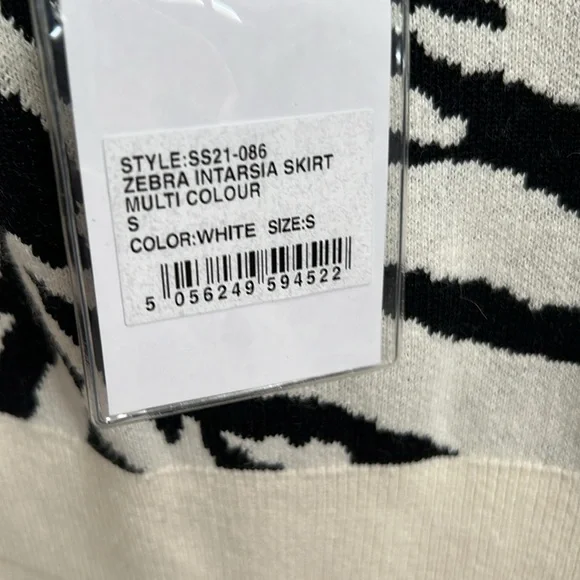 STYLE:SS21-086
ZEBRA INTARSIA SKIRT
MULTI COLOUR
S
COLOR:WHITE SIZE:S
5 056249 594522